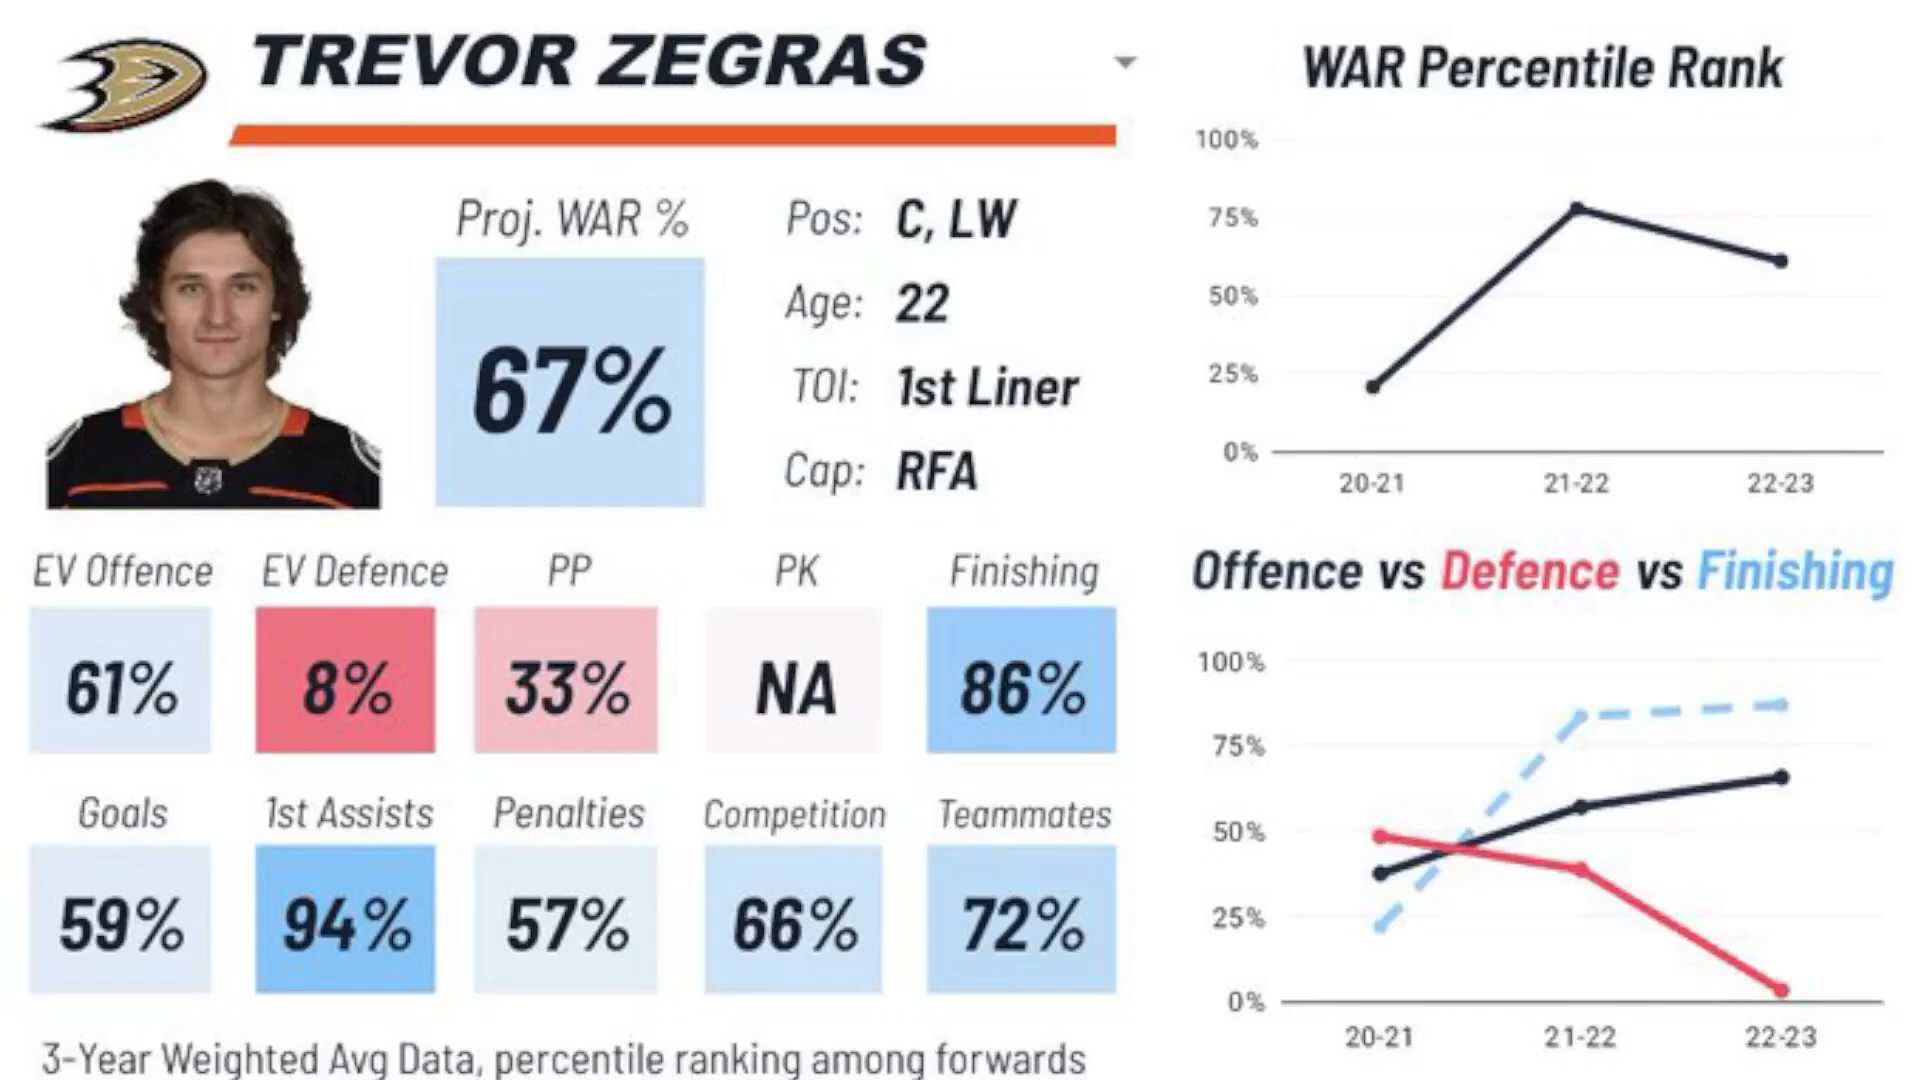 TREVOR ZEGRAS
Proj. WAR %
67%
Pos: C, LW
Age: 22
TOI: 1st Liner
Cap: RFA
EV Offence EV Defence PP PK Finishing
61% 8% 33% NA 86%
Goals 1st Assists Penalties Competition Teammates
59% 94% 57% 66% 72%
3-Year Weighted Avg Data, percentile ranking among forwards
WAR Percentile Rank
100%
75%
50%
25%
0%
20-21 21-22 22-23
Offence vs Defence vs Finishing
100%
75%
50%
25%
0%
20-21 21-22 22-23